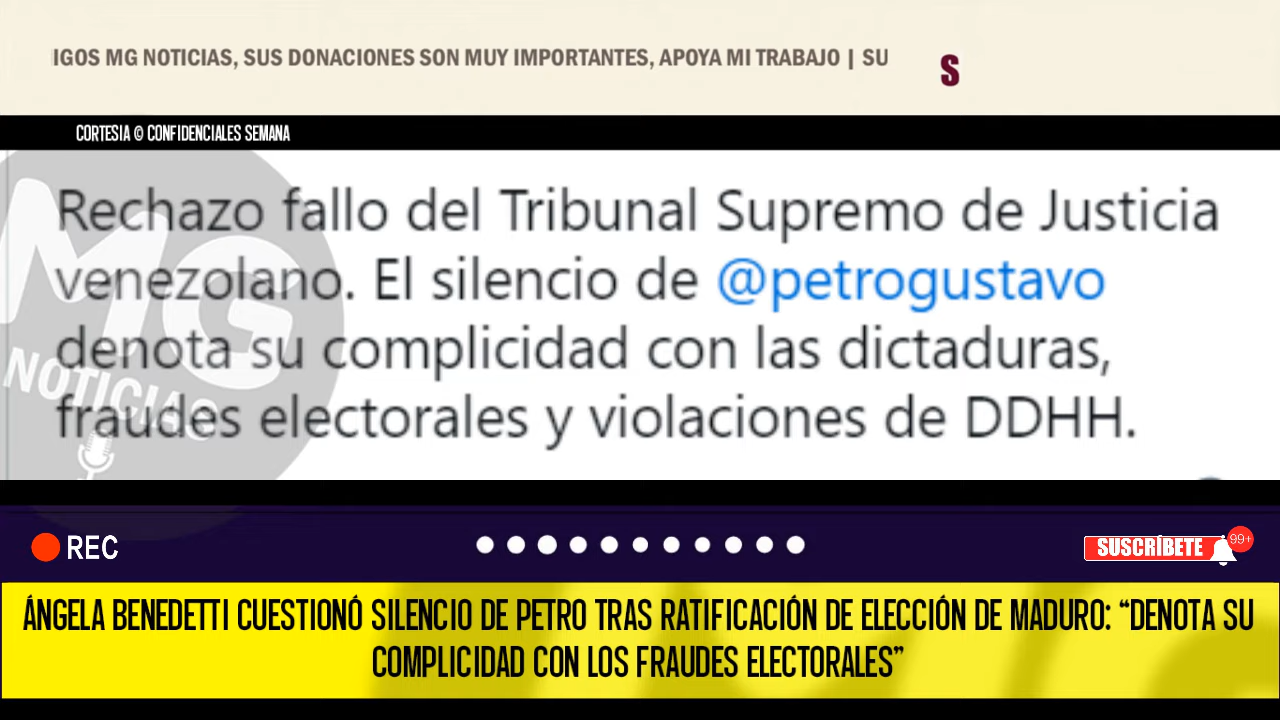 IGOS MG NOTICIAS, SUS DONACIONES SON MUY IMPORTANTES, APOYA MI TRABAJO | SU
S
CORTESIA © CONFIDENCIALES SEMANA
Rechazo fallo del Tribunal Supremo de Justicia
venezolano. El silencio de @petrogustavo
denota su complicidad con las dictaduras,
fraudes electorales y violaciones de DDHH.
MG
NOTICIAS
REC
SUSCRÍBETE
99+
ÁNGELA BENEDETTI CUESTIONÓ SILENCIO DE PETRO TRAS RATIFICACIÓN DE ELECCIÓN DE MADURO: “DENOTA SU
COMPLICIDAD CON LOS FRAUDES ELECTORALES”